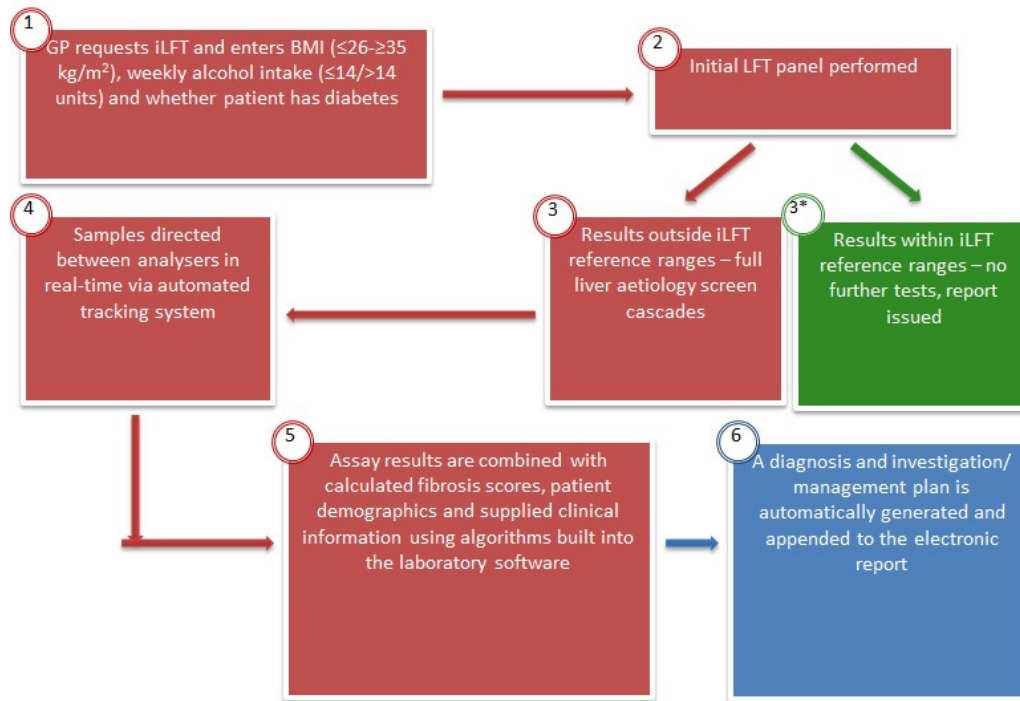 1
GP requests iLFT and enters BMI (≤26-≥35
kg/m²), weekly alcohol intake (≤14/>14
units) and whether patient has diabetes
2
Initial LFT panel performed
3
Results outside iLFT
reference ranges – full
liver aetiology screen
cascades
3*
Results within iLFT
reference ranges – no
further tests, report
issued
4
Samples directed
between analysers in
real-time via automated
tracking system
5
Assay results are combined with
calculated fibrosis scores, patient
demographics and supplied clinical
information using algorithms built into
the laboratory software
6
A diagnosis and investigation/
management plan is
automatically generated and
appended to the electronic
report